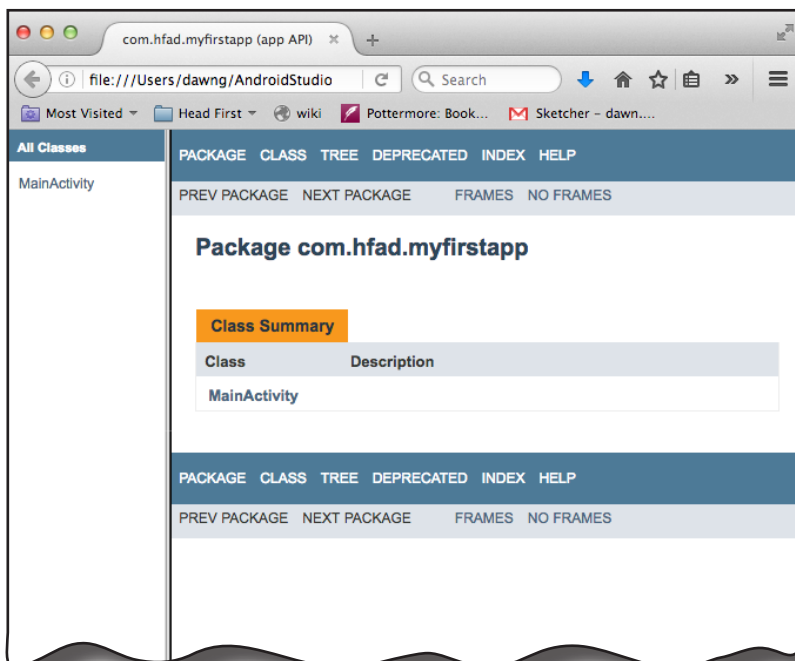 com.hfad.myfirstapp (app API)
file:///Users/dawng/AndroidStudio
Search
Most Visited Head First wiki Pottermore: Book... Sketcher – dawn....
All Classes
MainActivity
PACKAGE CLASS TREE DEPRECATED INDEX HELP
PREV PACKAGE NEXT PACKAGE FRAMES NO FRAMES
Package com.hfad.myfirstapp
Class Summary
Class Description
MainActivity
PACKAGE CLASS TREE DEPRECATED INDEX HELP
PREV PACKAGE NEXT PACKAGE FRAMES NO FRAMES